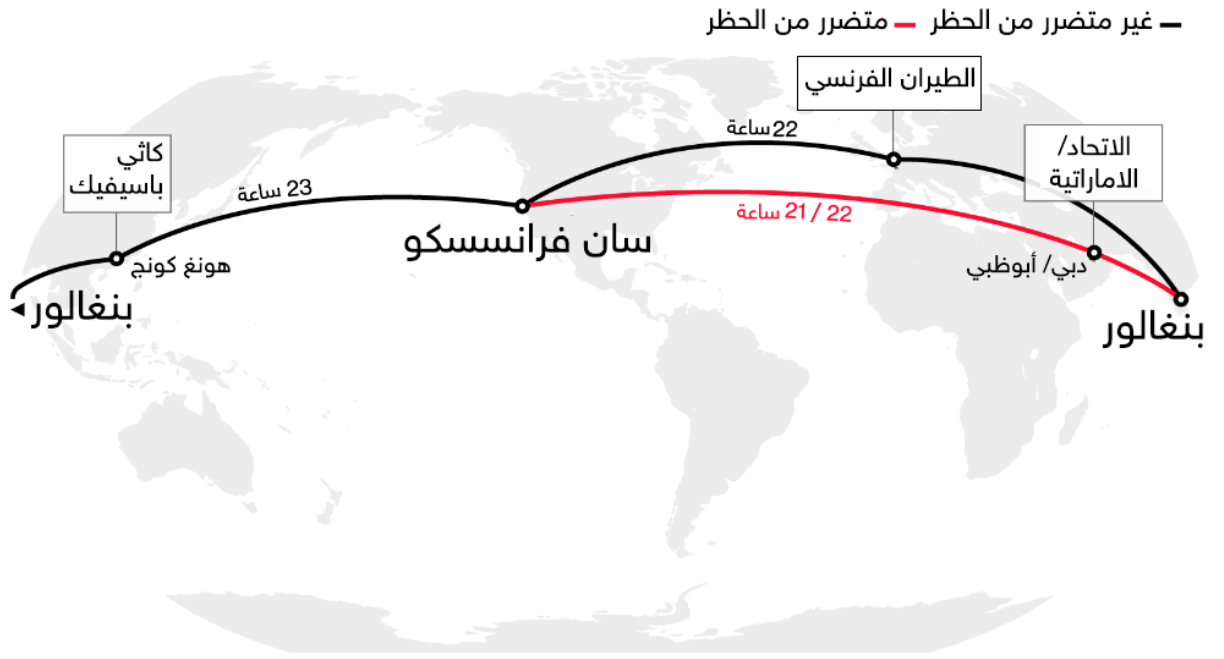 غير متضرر من الحظر
متضرر من الحظر
الطيران الفرنسي
الاتحاد/
الاماراتية
كاثي
باسيفيك
22 ساعة
23 ساعة
21 / 22 ساعة
سان فرانسسكو
هونغ كونج
دبي/ أبوظبي
بنغالور
بنغالور